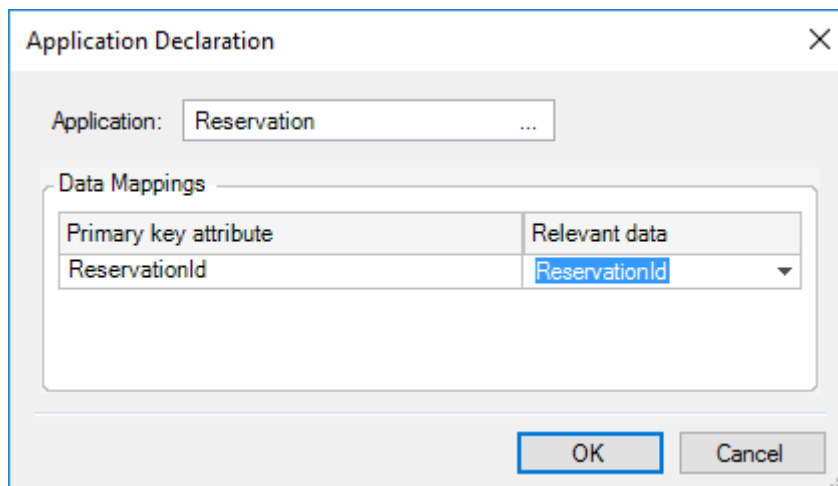 Application Declaration
Application: Reservation ...
Data Mappings
Primary key attribute Relevant data
ReservationId ReservationId
OK Cancel